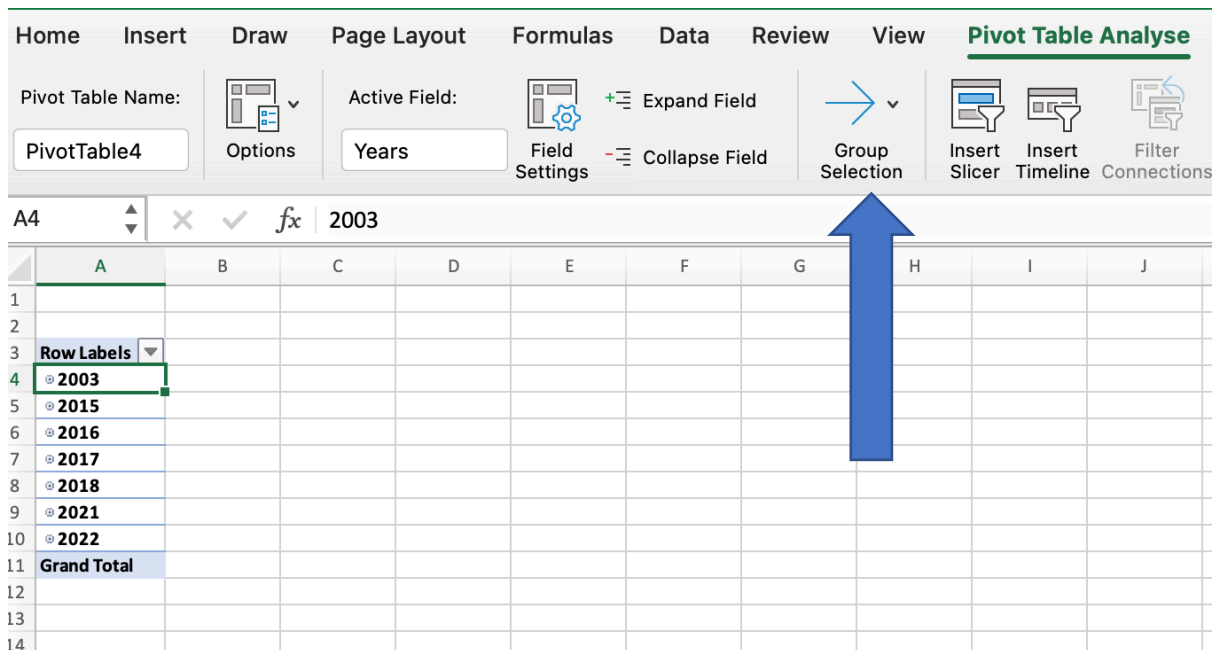 Home Insert Draw Page Layout Formulas Data Review View Pivot Table Analyse
Pivot Table Name: Active Field: Expand Field
PivotTable4 Options Years Field Settings Collapse Field Group Selection Insert Slicer Insert Timeline Filter Connections
A4 fx 2003
A B C D E F G H I J
1
2
3 Row Labels
4 2003
5 2015
6 2016
7 2017
8 2018
9 2021
10 2022
11 Grand Total
12
13
14